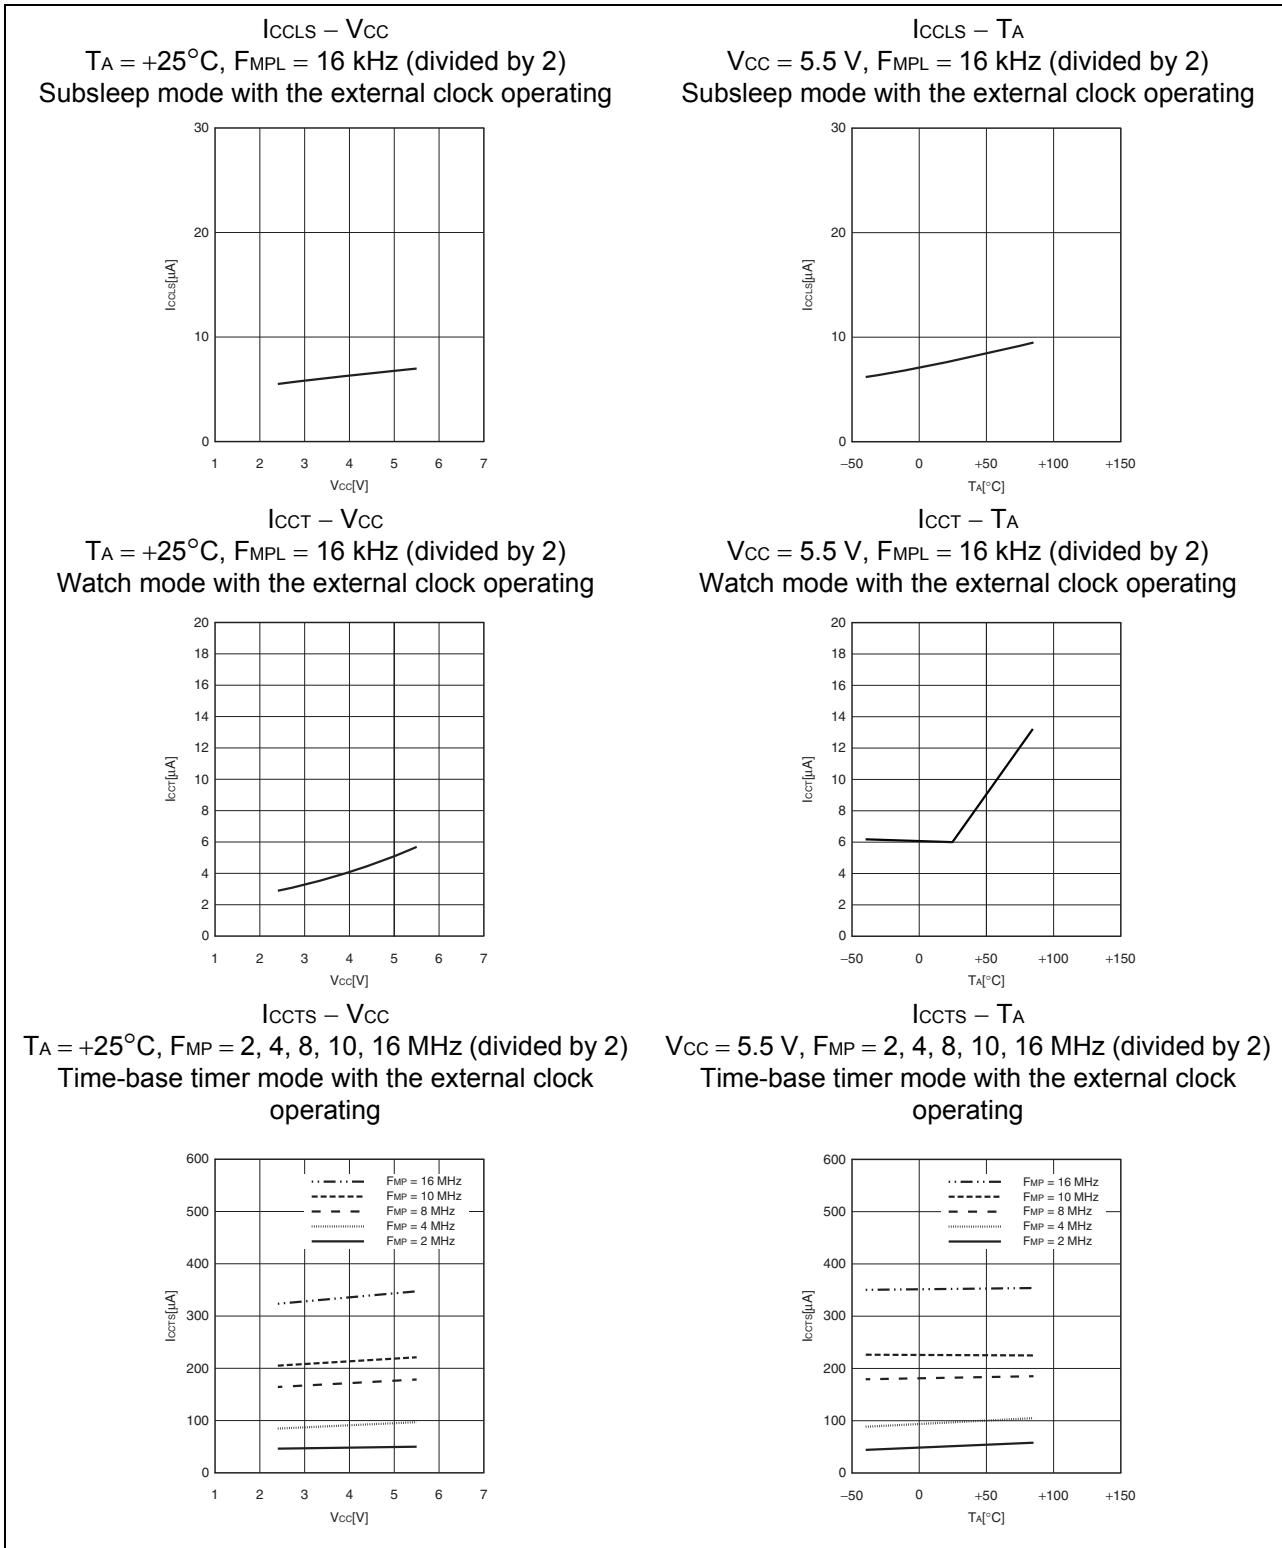 ICCLS − VCC
TA = +25°C, FMPL = 16 kHz (divided by 2)
Subsleep mode with the external clock operating
30
20
10
0
ICCLS[µA]
1 2 3 4 5 6 7
VCC[V]
ICCLS − TA
VCC = 5.5 V, FMPL = 16 kHz (divided by 2)
Subsleep mode with the external clock operating
30
20
10
0
ICCLS[µA]
−50 0 +50 +100 +150
TA[°C]
ICCT − VCC
TA = +25°C, FMPL = 16 kHz (divided by 2)
Watch mode with the external clock operating
20
18
16
14
12
10
8
6
4
2
0
ICCT[µA]
1 2 3 4 5 6 7
VCC[V]
ICCT − TA
VCC = 5.5 V, FMPL = 16 kHz (divided by 2)
Watch mode with the external clock operating
20
18
16
14
12
10
8
6
4
2
0
ICCT[µA]
−50 0 +50 +100 +150
TA[°C]
ICCTS − VCC
TA = +25°C, FMP = 2, 4, 8, 10, 16 MHz (divided by 2)
Time-base timer mode with the external clock
operating
600
500
400
300
200
100
0
ICCTS[µA]
FMP = 16 MHz
FMP = 10 MHz
FMP = 8 MHz
FMP = 4 MHz
FMP = 2 MHz
1 2 3 4 5 6 7
VCC[V]
ICCTS − TA
VCC = 5.5 V, FMP = 2, 4, 8, 10, 16 MHz (divided by 2)
Time-base timer mode with the external clock
operating
600
500
400
300
200
100
0
ICCTS[µA]
FMP = 16 MHz
FMP = 10 MHz
FMP = 8 MHz
FMP = 4 MHz
FMP = 2 MHz
−50 0 +50 +100 +150
TA[°C]